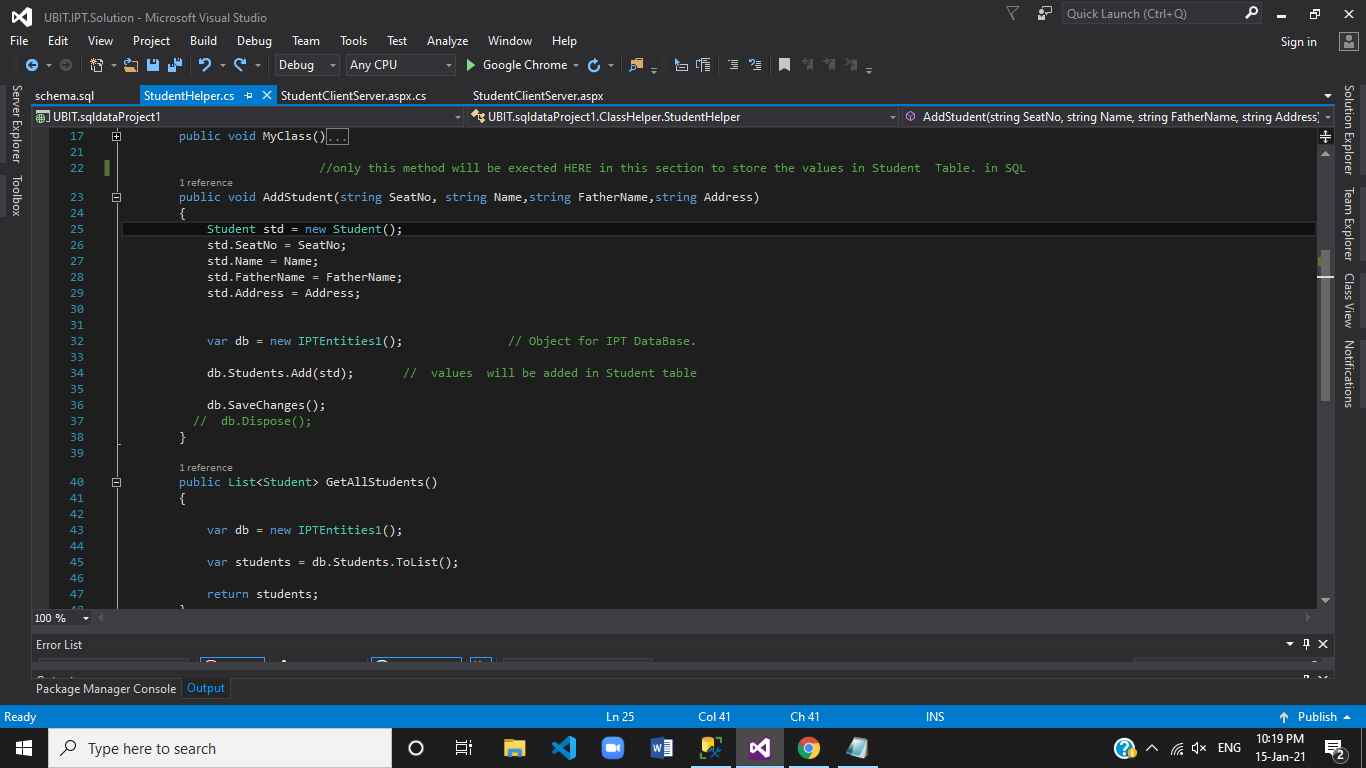 UBIT.IPT.Solution - Microsoft Visual Studio
Quick Launch (Ctrl+Q)
File Edit View Project Build Debug Team Tools Test Analyze Window Help
Sign in
Debug Any CPU Google Chrome
schema.sql StudentHelper.cs StudentClientServer.aspx.cs StudentClientServer.aspx
UBIT.sqldataProject1 UBIT.sqldataProject1.ClassHelper.StudentHelper AddStudent(string SeatNo, string Name, string FatherName, string Address)
Server Explorer
Toolbox
17 public void MyClass()...
21
22 //only this method will be exected HERE in this section to store the values in Student  Table. in SQL
1 reference
23 public void AddStudent(string SeatNo, string Name,string FatherName,string Address)
24 {
25 Student std = new Student();
26 std.SeatNo = SeatNo;
27 std.Name = Name;
28 std.FatherName = FatherName;
29 std.Address = Address;
30
31
32 var db = new IPTEntities1(); // Object for IPT DataBase.
33
34 db.Students.Add(std); //  values  will be added in Student table
35
36 db.SaveChanges();
37 //  db.Dispose();
38 }
39
1 reference
40 public List<Student> GetAllStudents()
41 {
42
43 var db = new IPTEntities1();
44
45 var students = db.Students.ToList();
46
47 return students;
Solution Explorer
Team Explorer
Class View
Notifications
100 %
Error List
Package Manager Console Output
Ready Ln 25 Col 41 Ch 41 INS Publish
Type here to search
ENG
10:19 PM
15-Jan-21
2